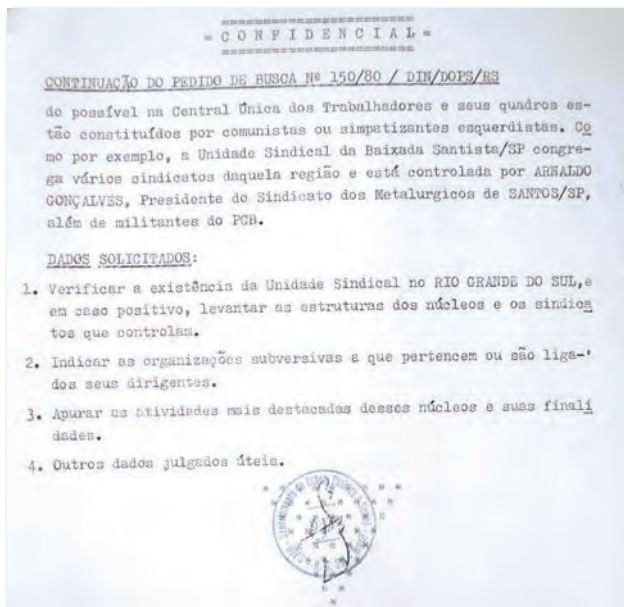 = C O N F I D E N C I A L =
CONTINUAÇÃO DO PEDIDO DE BUSCA Nº 150/80 / DIN/DOPS/RS
do possível na Central Única dos Trabalhadores e seus quadros es-
tão constituídos por comunistas ou simpatizantes esquerdistas. Co
mo por exemplo, a Unidade Sindical da Baixada Santista/SP congre-
ga vários sindicatos daquela região e está controlada por ARNALDO
GONÇALVES, Presidente do Sindicato dos Metalurgicos de SANTOS/SP,
além de militantes do PCB.
DADOS SOLICITADOS:
1. Verificar a existência da Unidade Sindical no RIO GRANDE DO SUL,e
em caso positivo, levantar as estruturas dos núcleos e os sindica
tos que controlam.
2. Indicar as organizações subversivas a que pertencem ou são liga-'
dos seus dirigentes.
3. Apurar as atividades mais destacadas desses núcleos e suas finali
dades.
4. Outros dados julgados úteis.